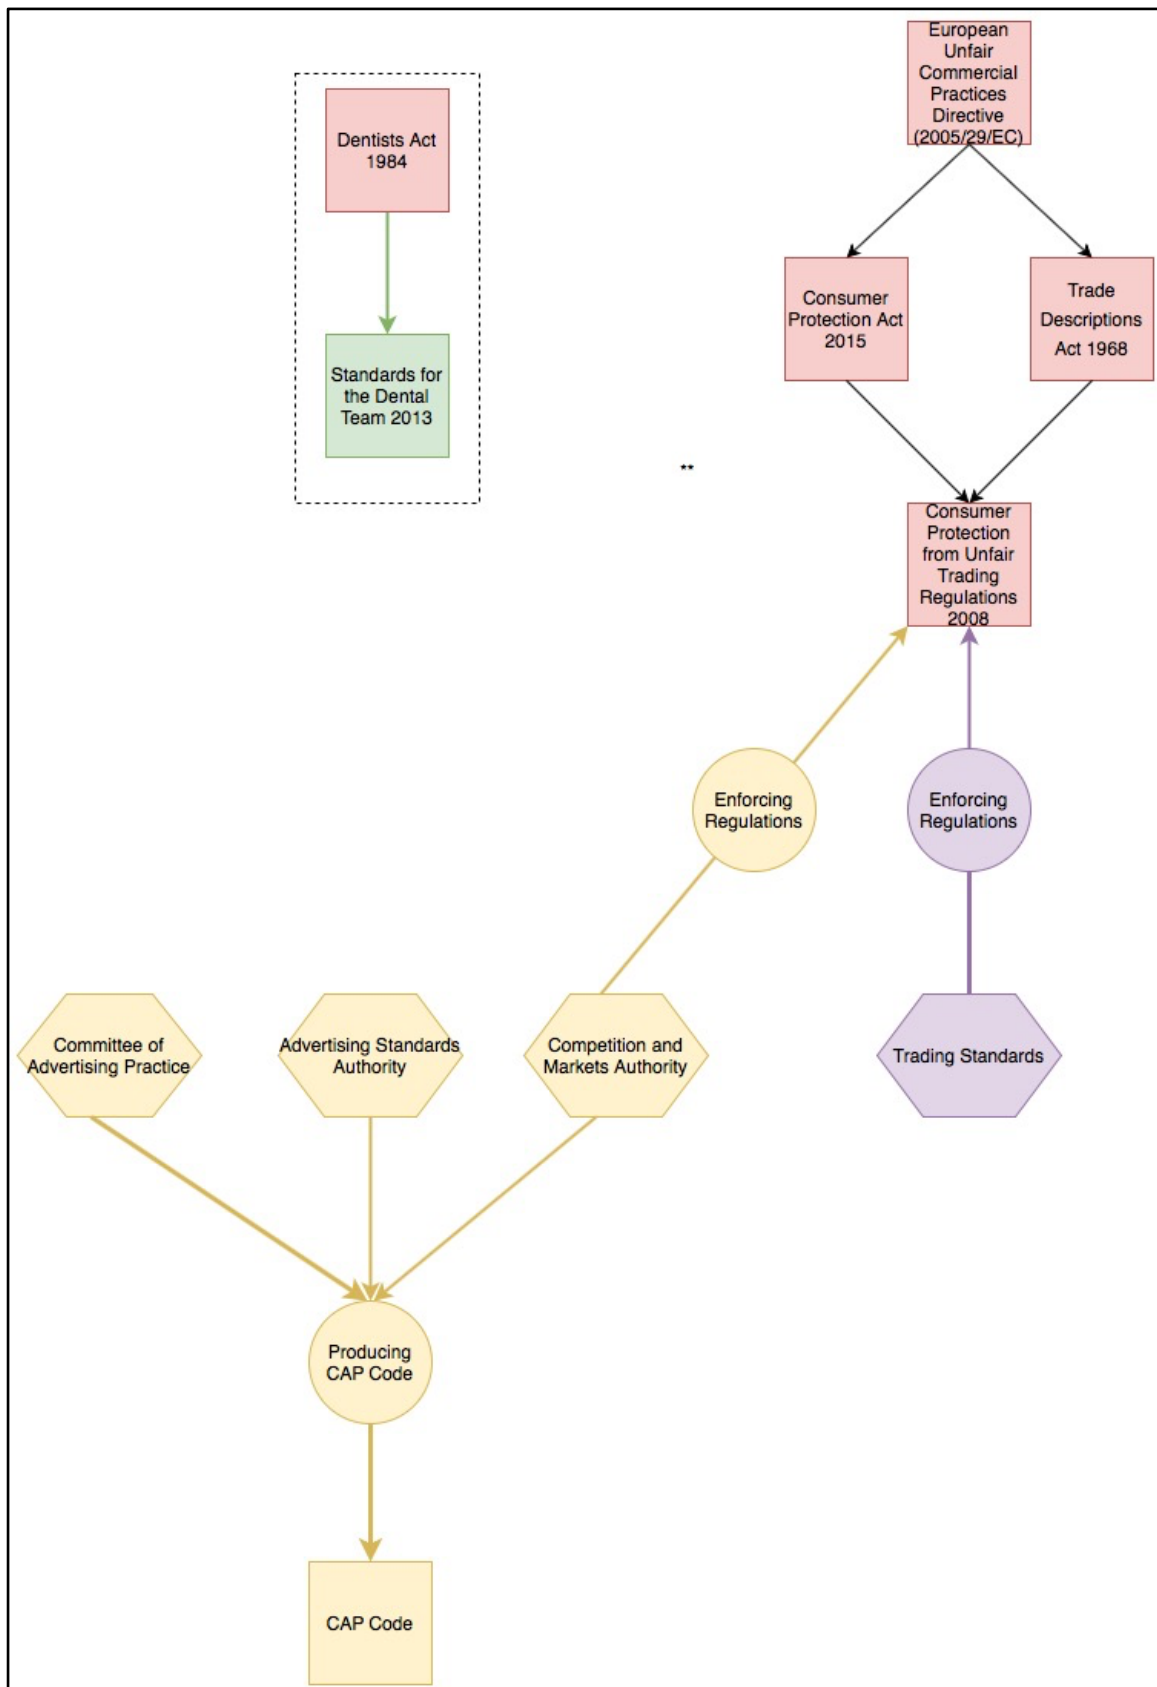 European
Unfair
Commercial
Practices
Directive
(2005/29/EC)
Dentists Act
1984
Consumer
Protection Act
2015
Trade
Descriptions
Act 1968
Standards for
the Dental
Team 2013
**
Consumer
Protection
from Unfair
Trading
Regulations
2008
Enforcing
Regulations
Enforcing
Regulations
Committee of
Advertising Practice
Advertising Standards
Authority
Competition and
Markets Authority
Trading Standards
Producing
CAP Code
CAP Code